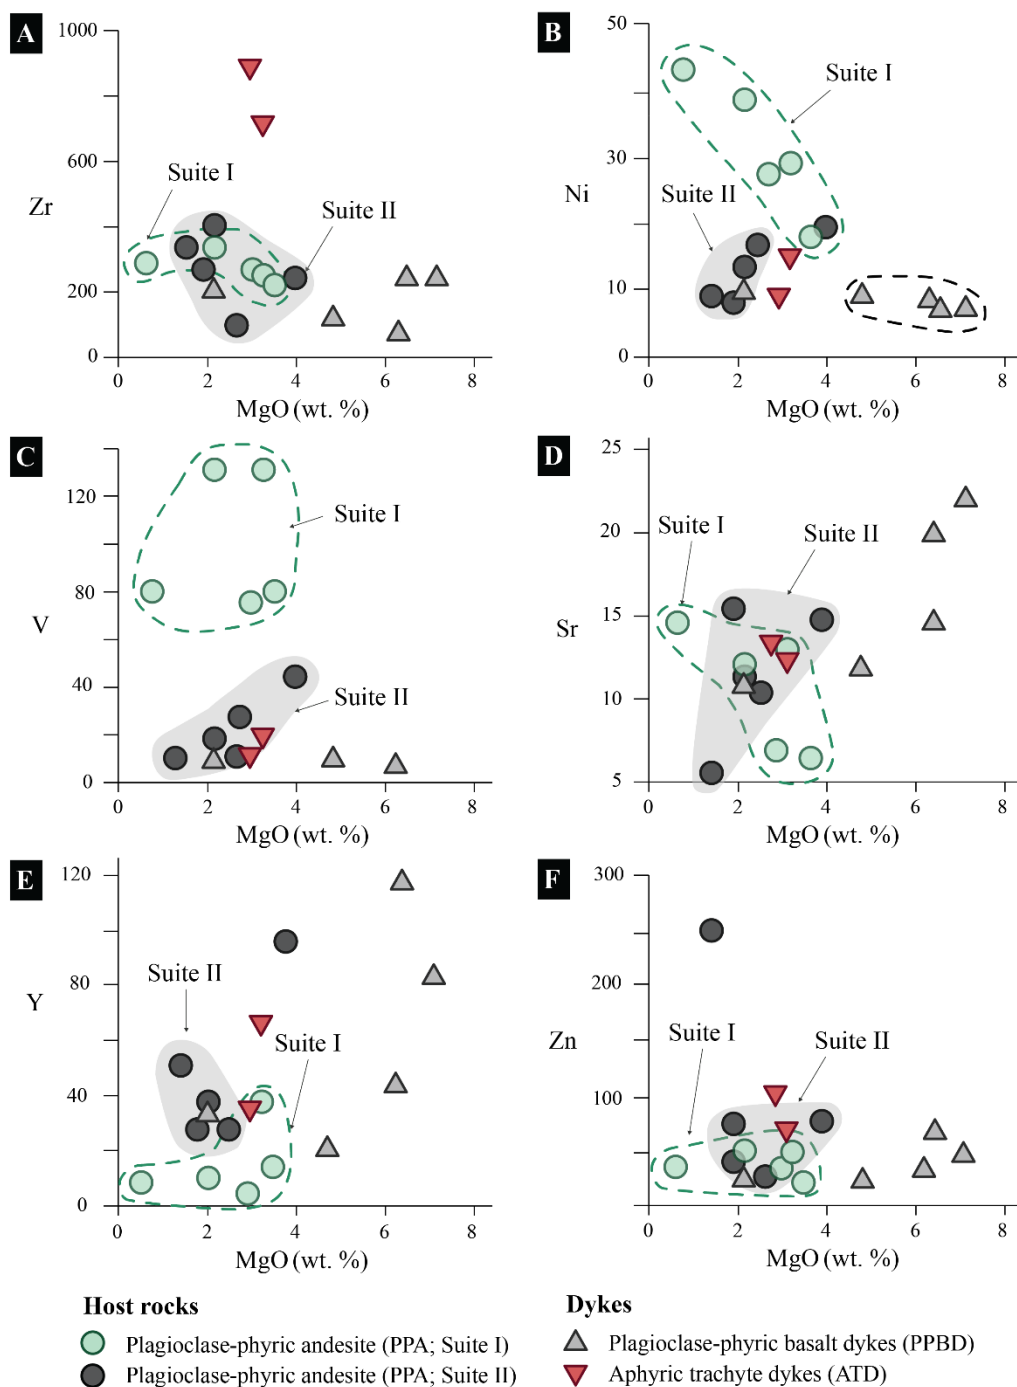 A
1000
600
200
0
Zr
Suite I
Suite II
0 2 4 6 8
MgO (wt. %)
B
50
30
10
0
Ni
Suite I
Suite II
0 2 4 6 8
MgO (wt. %)
C
120
80
40
0
V
Suite I
Suite II
0 2 4 6 8
MgO (wt. %)
D
25
20
15
10
5
Sr
Suite I
Suite II
0 2 4 6 8
MgO (wt. %)
E
120
80
40
0
Y
Suite II
Suite I
0 2 4 6 8
MgO (wt. %)
F
300
200
100
0
Zn
Suite I
Suite II
0 2 4 6 8
MgO (wt. %)
Host rocks
Plagioclase-phyric andesite (PPA; Suite I)
Plagioclase-phyric andesite (PPA; Suite II)
Dykes
Plagioclase-phyric basalt dykes (PPBD)
Aphyric trachyte dykes (ATD)